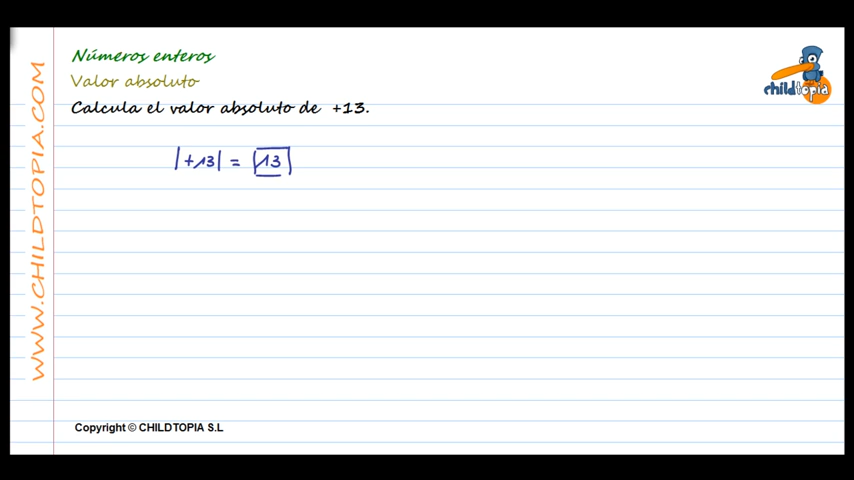 Números enteros
Valor absoluto
Calcula el valor absoluto de +13.
childtopia
|+13| = 13
WWW.CHILDTOPIA.COM
Copyright © CHILDTOPIA S.L